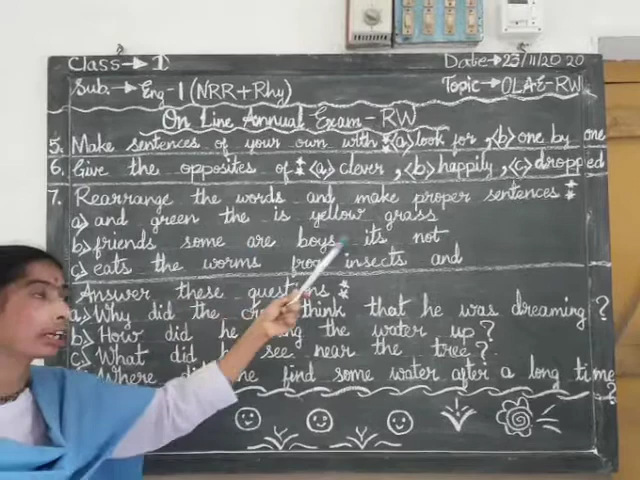 Class → 1
Date → 23/11/2020
Sub. → Eng-1 (NRR+Rhy)
Topic → OLAE-RW
On Line Annual Exam - RW
5. Make sentences of your own with : <a> look for, <b> one by one
6. Give the opposites of : <a> clever, <b> happily, <c> dropped
7. Rearrange the words and make proper sentences :
a) and green the is yellow grass
b) friends some are boys its not
c) eats the worms frog insects and
Answer these questions :
a) Why did the think that he was dreaming ?
b) How did he the water up ?
c) What did he see near the tree ?
Where did he find some water after a long time ?